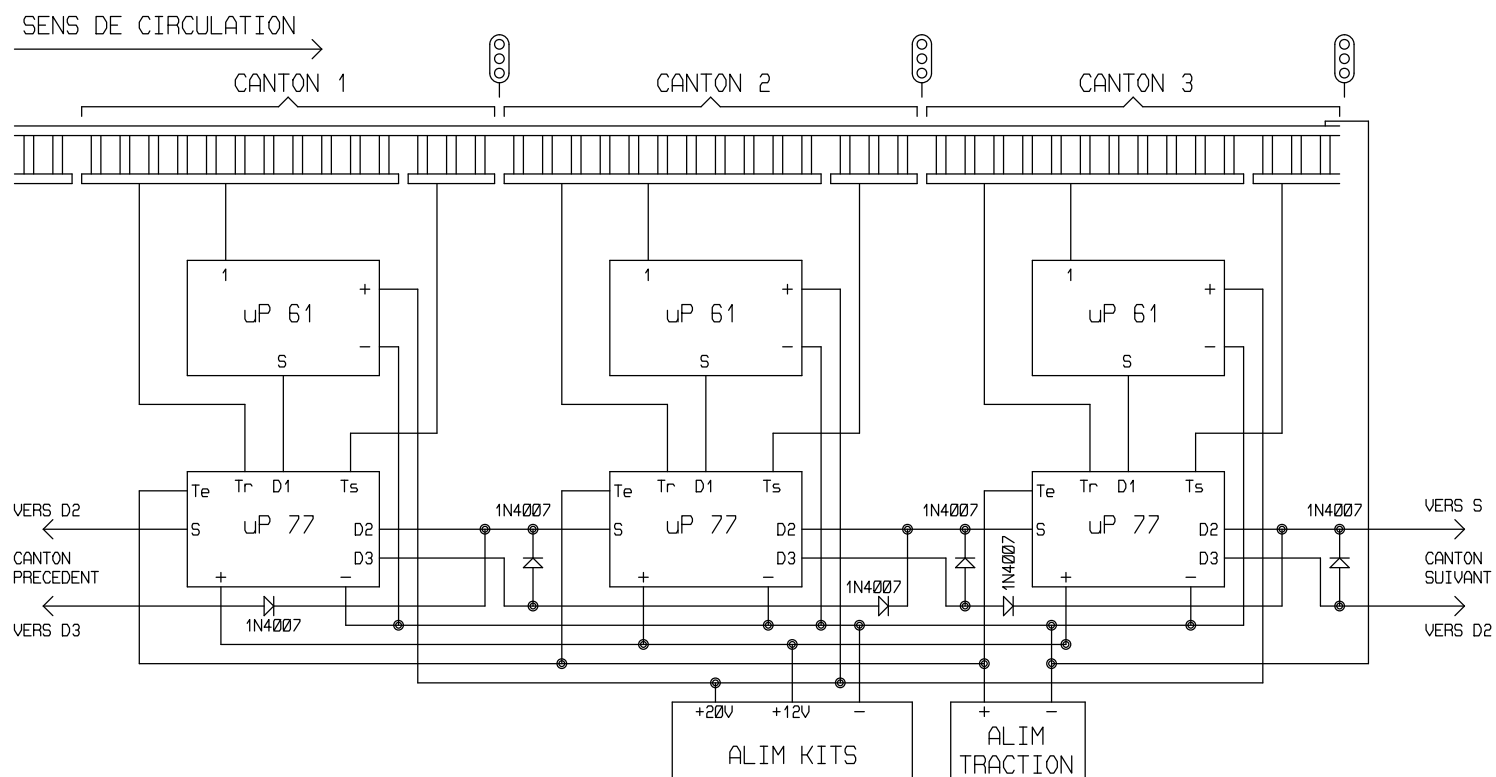 SENS DE CIRCULATION
CANTON 1
CANTON 2
CANTON 3
1
+
uP 61
-
S
1
+
uP 61
-
S
1
+
uP 61
-
S
Te
Tr
D1
Ts
S
uP 77
D2
D3
+
-
Te
Tr
D1
Ts
S
uP 77
D2
D3
+
-
Te
Tr
D1
Ts
S
uP 77
D2
D3
+
-
VERS D2
CANTON
PRECEDENT
VERS D3
1N4007
1N4007
1N4007
1N4007
1N4007
1N4007
VERS S
CANTON
SUIVANT
VERS D2
+20V
+12V
-
ALIM KITS
+
-
ALIM
TRACTION